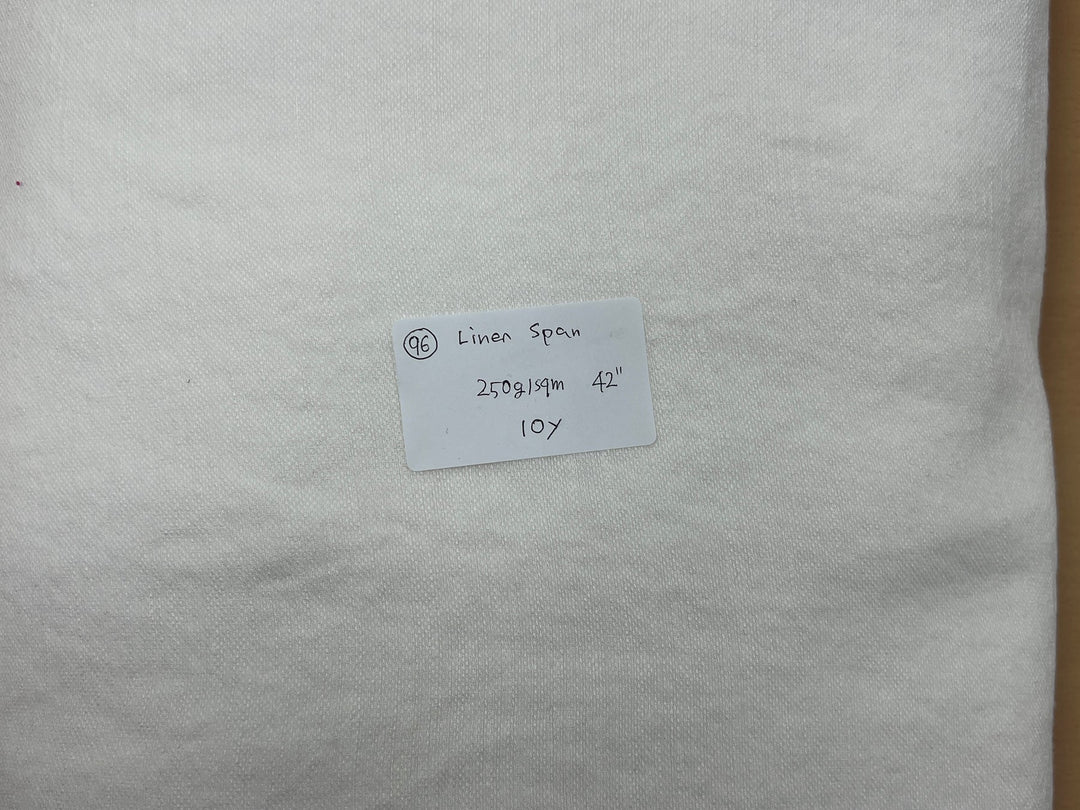 96 Linen Span
250g/sqm 42"
10y